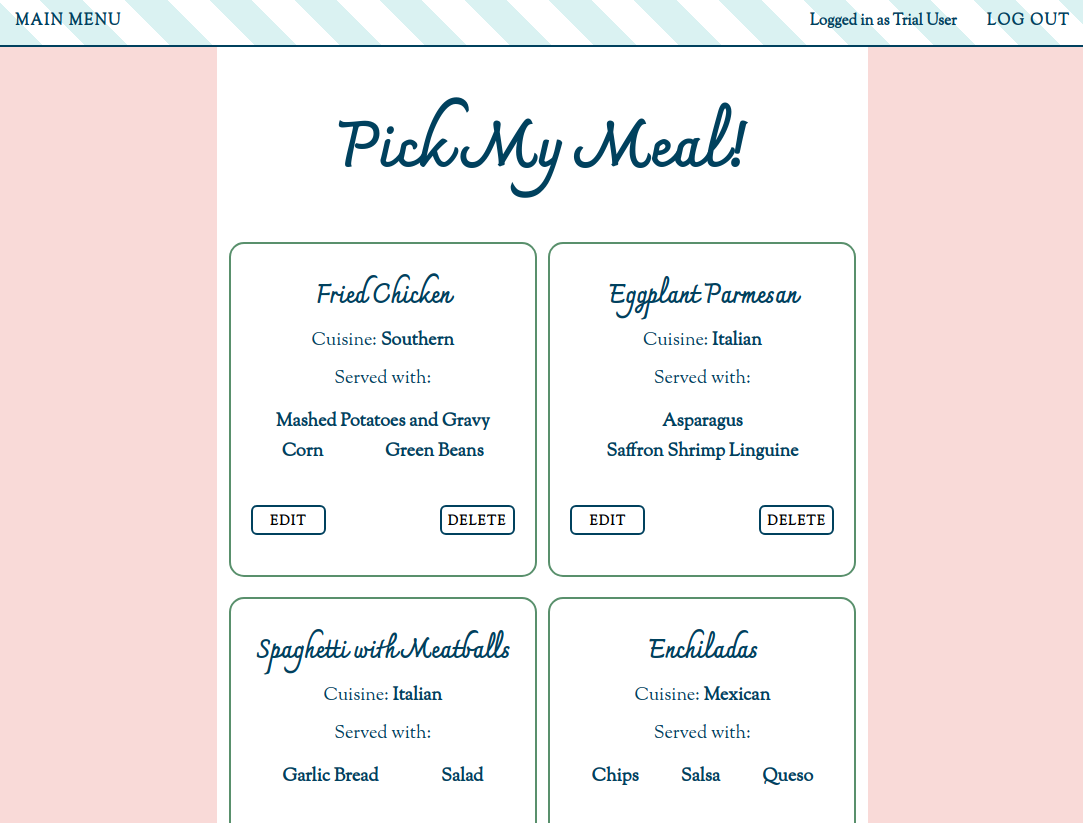 MAIN MENU
Logged in as Trial User
LOG OUT
Pick My Meal!
Fried Chicken
Cuisine: Southern
Served with:
Mashed Potatoes and Gravy
Corn Green Beans
EDIT DELETE
Eggplant Parmesan
Cuisine: Italian
Served with:
Asparagus
Saffron Shrimp Linguine
EDIT DELETE
Spaghetti with Meatballs
Cuisine: Italian
Served with:
Garlic Bread Salad
Enchiladas
Cuisine: Mexican
Served with:
Chips Salsa Queso